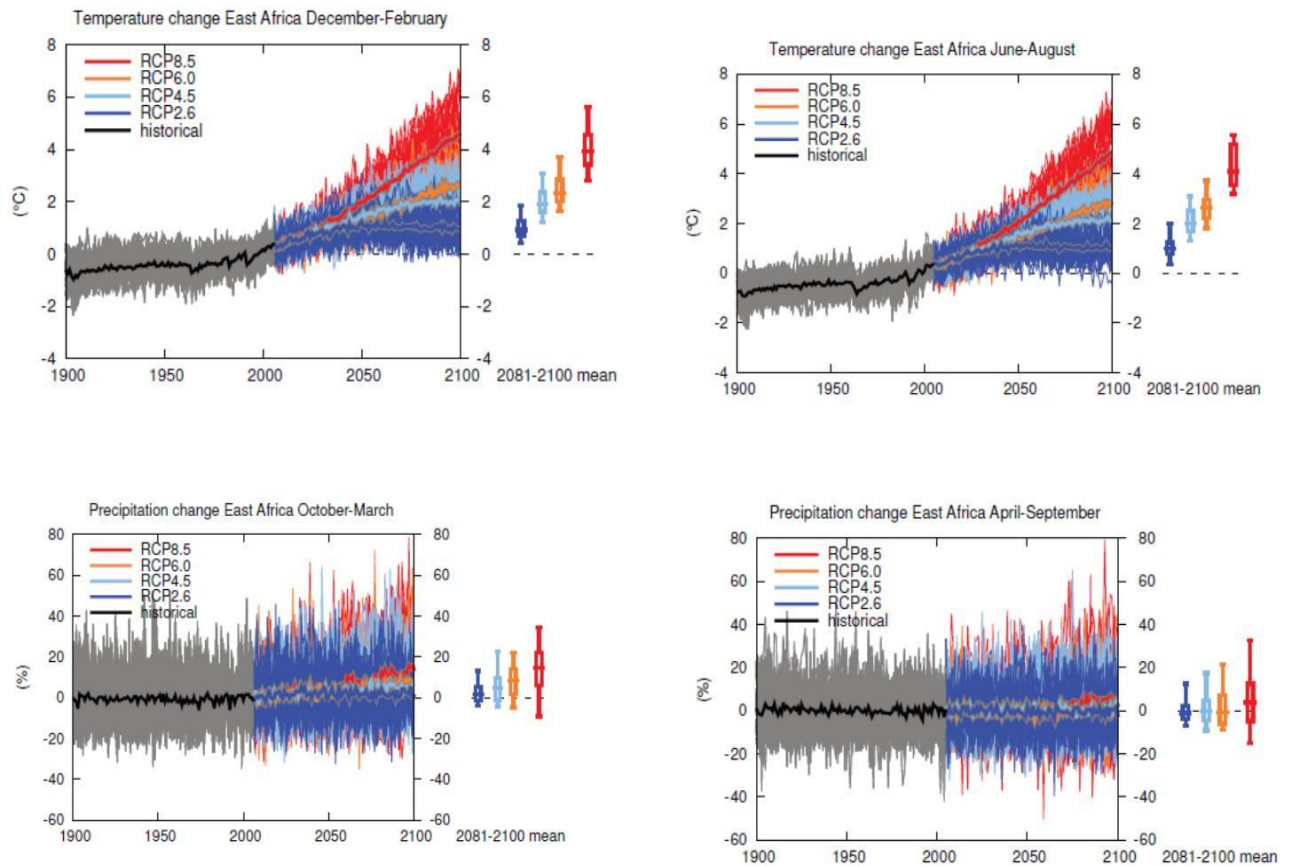 Temperature change East Africa December-February
8 8
RCP8.5
RCP6.0
6 6
RCP4.5
RCP2.6
historical
4 4
(°C)
2 2
0 0
-2 -2
-4 -4
1900 1950 2000 2050 2100 2081-2100 mean
Temperature change East Africa June-August
8 8
RCP8.5
RCP6.0
6 6
RCP4.5
RCP2.6
historical
4 4
(°C)
2 2
0 0
-2 -2
-4 -4
1900 1950 2000 2050 2100 2081-2100 mean
Precipitation change East Africa October-March
80 80
RCP8.5
RCP6.0
60 60
RCP4.5
RCP2.6
historical
40 40
20 20
(%)
0 0
-20 -20
-40 -40
-60 -60
1900 1950 2000 2050 2100 2081-2100 mean
Precipitation change East Africa April-September
80 80
RCP8.5
RCP6.0
60 60
RCP4.5
RCP2.6
historical
40 40
20 20
(%)
0 0
-20 -20
-40 -40
-60 -60
1900 1950 2000 2050 2100 2081-2100 mean